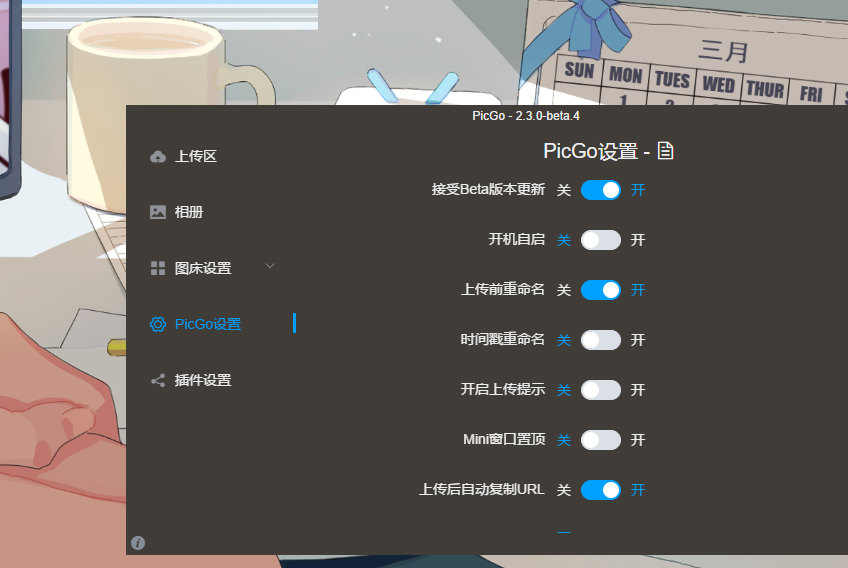 三月
SUN MON TUES WED THUR FRI
1
PicGo - 2.3.0-beta.4
上传区
相册
图床设置
PicGo设置
插件设置
PicGo设置 -
接受Beta版本更新 关 开
开机自启 关 开
上传前重命名 关 开
时间戳重命名 关 开
开启上传提示 关 开
Mini窗口置顶 关 开
上传后自动复制URL 关 开